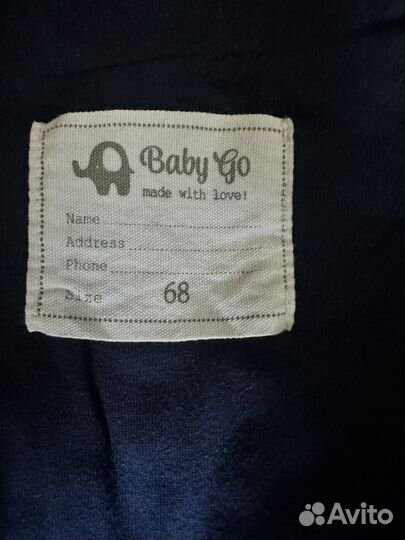 Baby Go
made with love!
Name
Address
Phone
Size 68
Avito